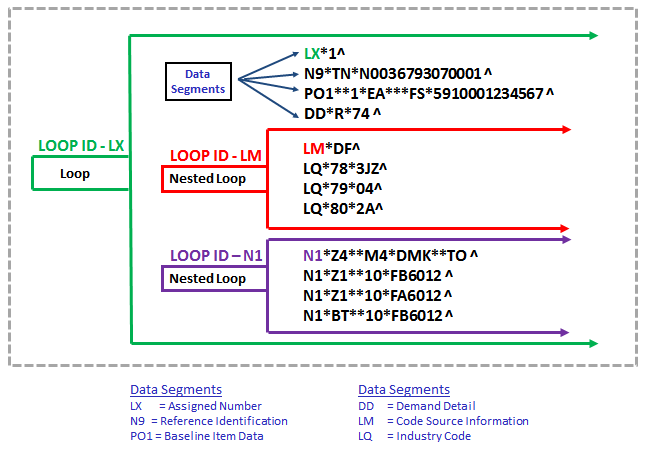 LX*1^
Data
Segments
N9*TN*N0036793070001^
PO1**1*EA***FS*5910001234567^
DD*R*74^
LOOP ID - LX
Loop
LOOP ID - LM
Nested Loop
LM*DF^
LQ*78*3JZ^
LQ*79*04^
LQ*80*2A^
LOOP ID – N1
Nested Loop
N1*Z4**M4*DMK**TO ^
N1*Z1**10*FB6012 ^
N1*Z1**10*FA6012 ^
N1*BT**10*FB6012 ^
Data Segments
LX = Assigned Number
N9 = Reference Identification
PO1 = Baseline Item Data
Data Segments
DD = Demand Detail
LM = Code Source Information
LQ = Industry Code